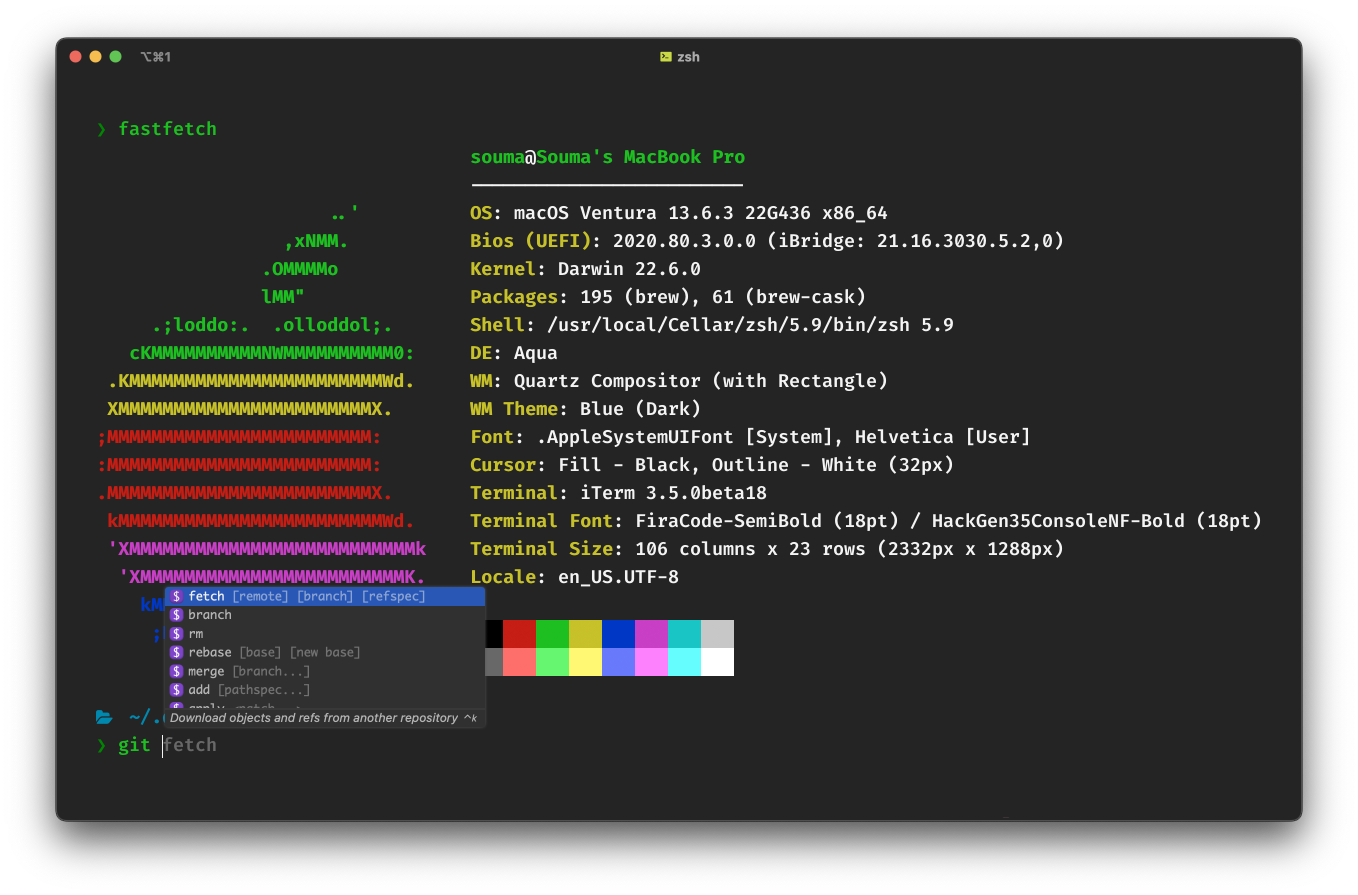 ⌥⌘1
zsh
❯ fastfetch
souma@Souma's MacBook Pro
-------------------------
..'
,xNMM.
.OMMMMo
lMM"
.;loddo:.  .olloddol;.
cKMMMMMMMMMMNWMMMMMMMMMM0:
.KMMMMMMMMMMMMMMMMMMMMMMMWd.
XMMMMMMMMMMMMMMMMMMMMMMMX.
;MMMMMMMMMMMMMMMMMMMMMMMM:
:MMMMMMMMMMMMMMMMMMMMMMMM:
.MMMMMMMMMMMMMMMMMMMMMMMMX.
kMMMMMMMMMMMMMMMMMMMMMMMMWd.
'XMMMMMMMMMMMMMMMMMMMMMMMMMMk
'XMMMMMMMMMMMMMMMMMMMMMMMMK.
OS: macOS Ventura 13.6.3 22G436 x86_64
Bios (UEFI): 2020.80.3.0.0 (iBridge: 21.16.3030.5.2,0)
Kernel: Darwin 22.6.0
Packages: 195 (brew), 61 (brew-cask)
Shell: /usr/local/Cellar/zsh/5.9/bin/zsh 5.9
DE: Aqua
WM: Quartz Compositor (with Rectangle)
WM Theme: Blue (Dark)
Font: .AppleSystemUIFont [System], Helvetica [User]
Cursor: Fill - Black, Outline - White (32px)
Terminal: iTerm 3.5.0beta18
Terminal Font: FiraCode-SemiBold (18pt) / HackGen35ConsoleNF-Bold (18pt)
Terminal Size: 106 columns x 23 rows (2332px x 1288px)
Locale: en_US.UTF-8
$ fetch [remote] [branch] [refspec]
$ branch
$ rm
$ rebase [base] [new base]
$ merge [branch...]
$ add [pathspec...]
Download objects and refs from another repository ^k
~/.
❯ git fetch